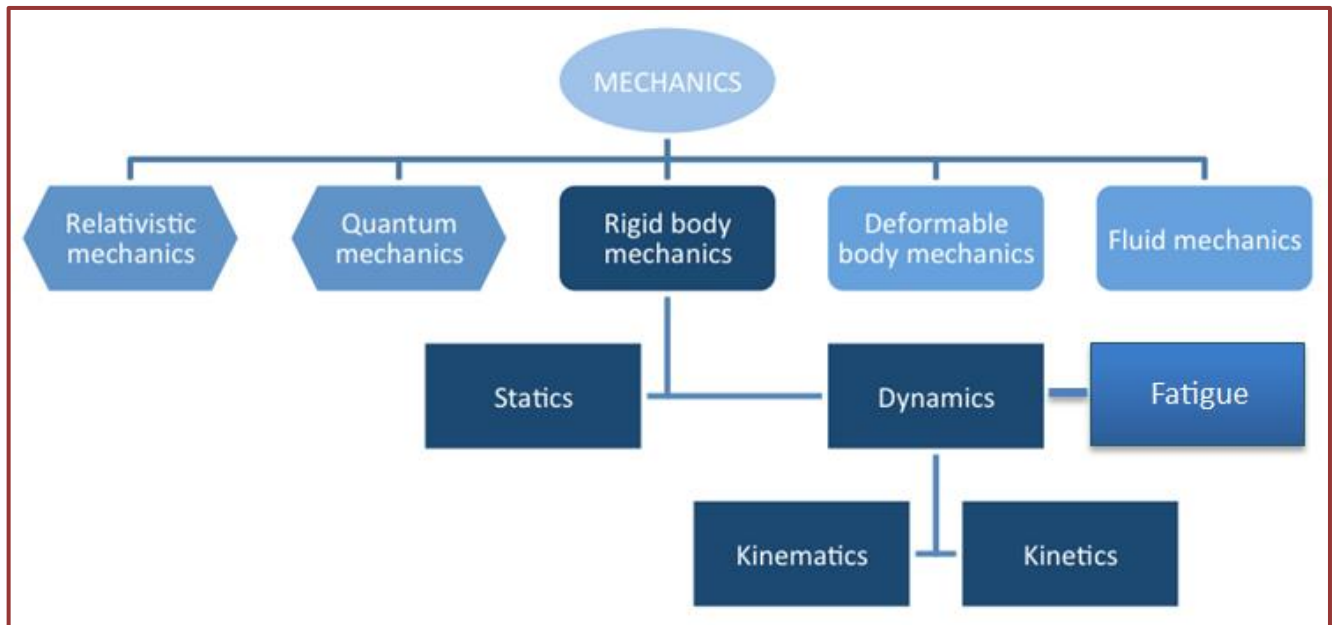 MECHANICS
Relativistic
mechanics
Quantum
mechanics
Rigid body
mechanics
Deformable
body mechanics
Fluid mechanics
Statics
Dynamics
Fatigue
Kinematics
Kinetics